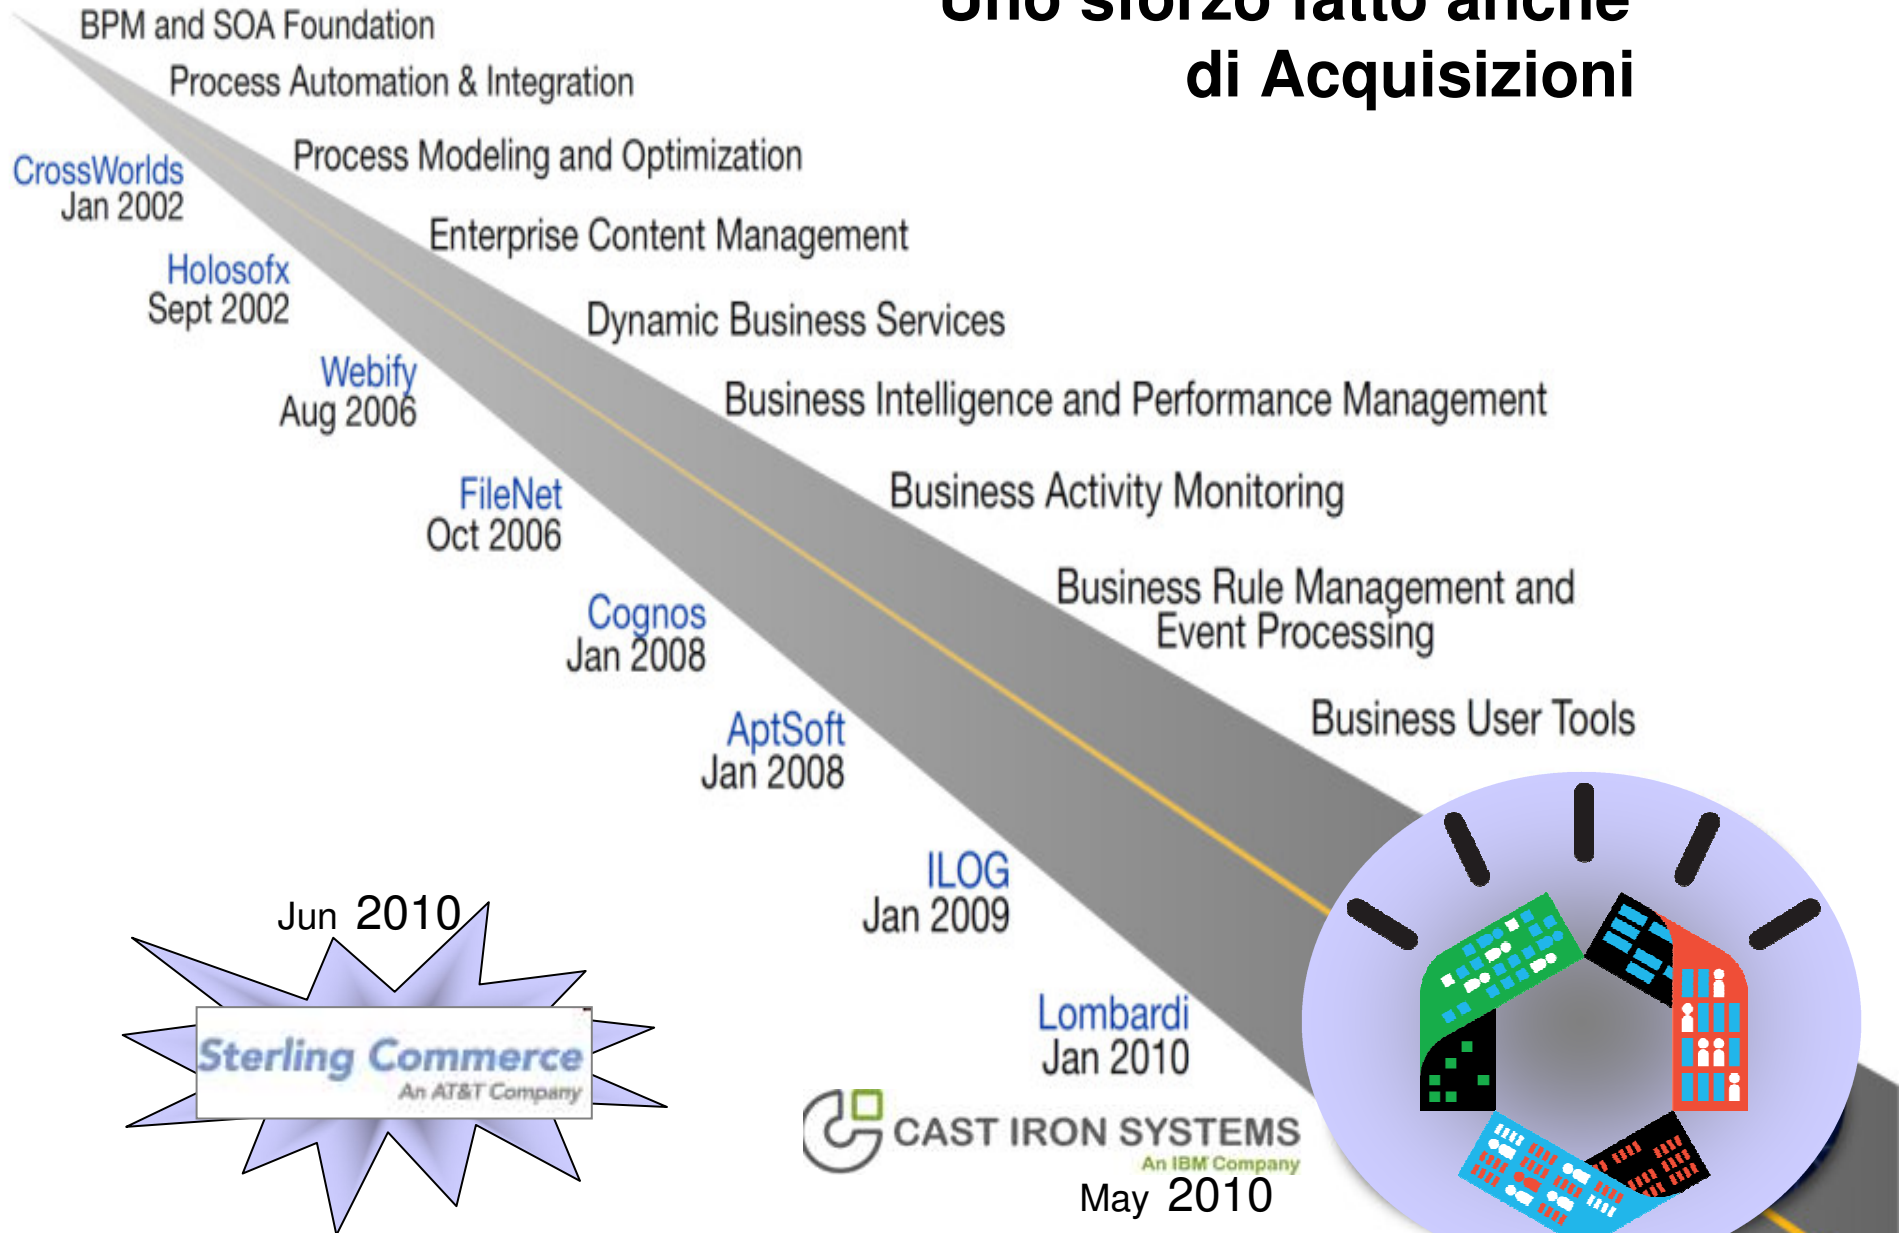 Uno sforzo fatto anche
di Acquisizioni
BPM and SOA Foundation
Process Automation & Integration
Process Modeling and Optimization
Enterprise Content Management
Dynamic Business Services
Business Intelligence and Performance Management
Business Activity Monitoring
Business Rule Management and
Event Processing
Business User Tools
CrossWorlds
Jan 2002
Holosofx
Sept 2002
Webify
Aug 2006
FileNet
Oct 2006
Cognos
Jan 2008
AptSoft
Jan 2008
ILOG
Jan 2009
Lombardi
Jan 2010
CAST IRON SYSTEMS
An IBM Company
May 2010
Jun 2010
Sterling Commerce
An AT&T Company